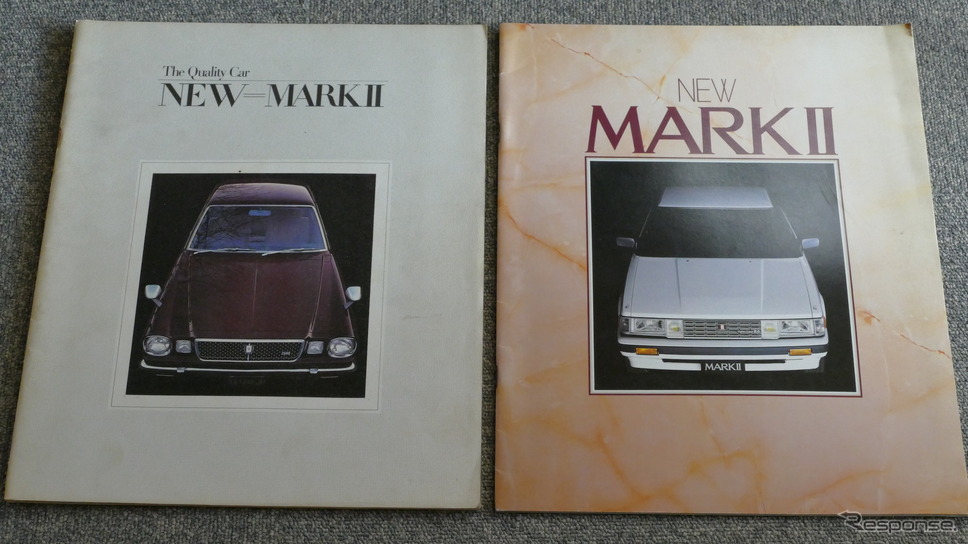 The Quality Car
NEW=MARK II
NEW
MARK II
MARK II
Response.